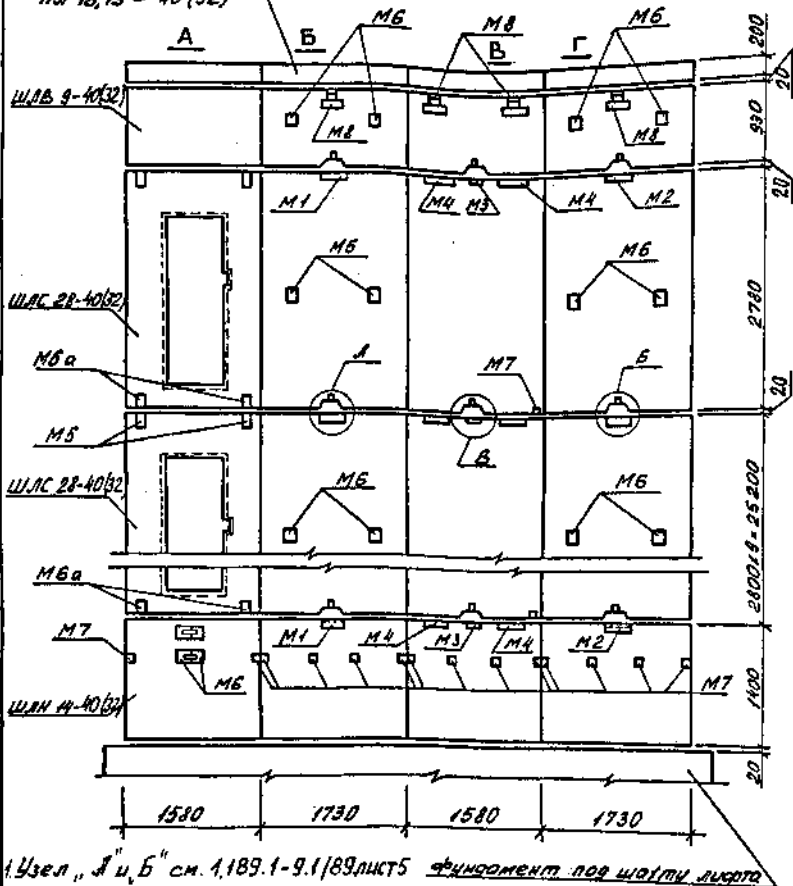 А Б В Г
М6 М8 М6
200
20
ШЛВ 9-40(32)
930
М8 М8
20
М1 М4 М3 М4 М2
М6 М6
2780
ШЛС 28-40(32)
М6а А М7 Б
20
М5 В
ШЛС 28-40(32)
М6 М6
2800х9=25200
М6а
М1 М4 М3 М4 М2
М7 М6 М7
ШЛН 14-40(32)
1400
20
1580 1730 1580 1730
1. Узел „А" и „Б" см. 1.189.1-9.1/89лист5 фундамент под шахту лифта